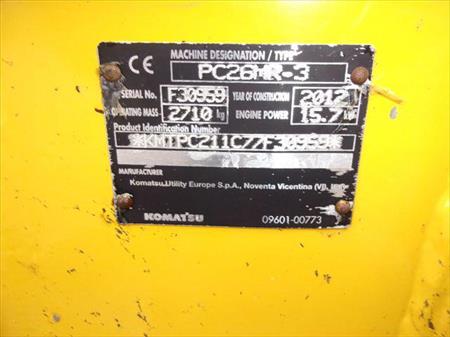 MACHINE DESIGNATION / TYPE
CE PC26MR-3
SERIAL No. F30959 YEAR OF CONSTRUCTION 2012
OPERATING MASS 2710 kg ENGINE POWER 15.7 kW
Product Identification Number
MANUFACTURER
Komatsu Utility Europe S.p.A., Noventa Vicentina (VI),
KOMATSU 09601-00773